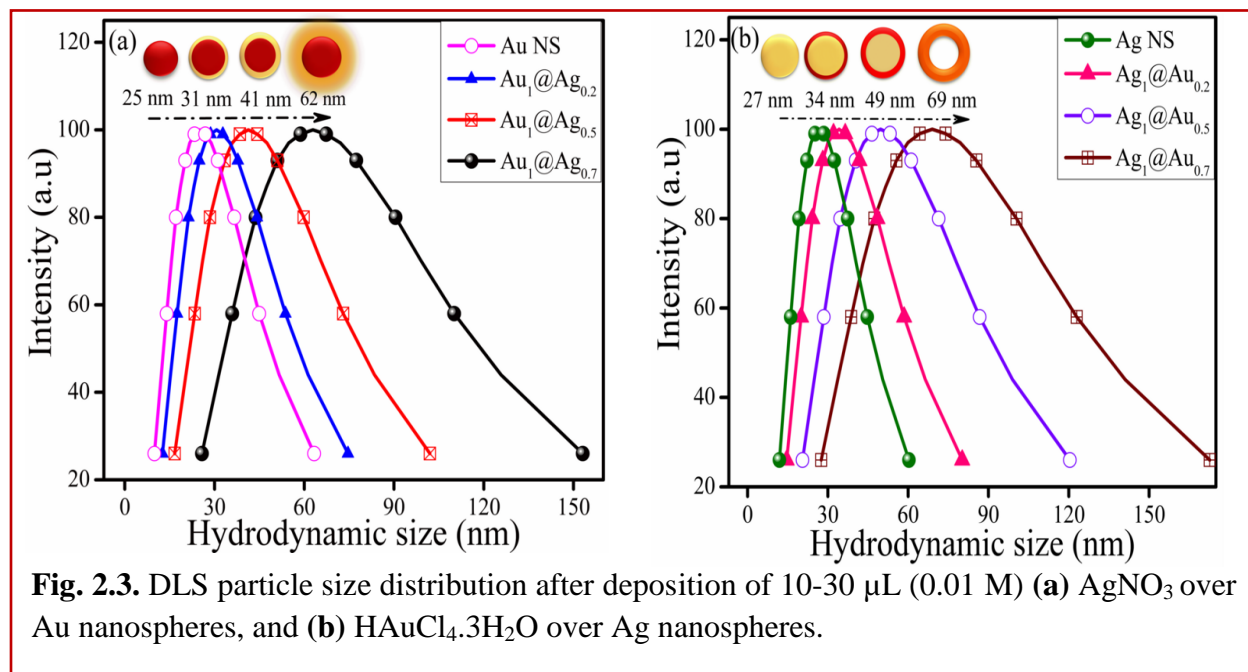 (a)
Au NS
Au₁@Ag₀.₂
Au₁@Ag₀.₅
Au₁@Ag₀.₇
25 nm 31 nm 41 nm 62 nm
120
100
80
60
40
20
Intensity (a.u)
0 30 60 90 120 150
Hydrodynamic size (nm)
(b)
Ag NS
Ag₁@Au₀.₂
Ag₁@Au₀.₅
Ag₁@Au₀.₇
27 nm 34 nm 49 nm 69 nm
120
100
80
60
40
20
Intensity (a.u)
0 30 60 90 120 150
Hydrodynamic size (nm)
Fig. 2.3. DLS particle size distribution after deposition of 10-30 µL (0.01 M) (a) AgNO₃ over
Au nanospheres, and (b) HAuCl₄.3H₂O over Ag nanospheres.